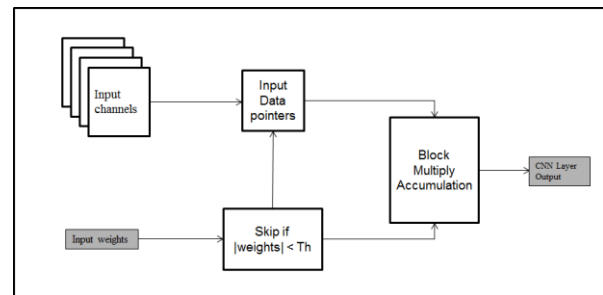 Input
channels
Input
Data
pointers
Block
Multiply
Accumulation
CNN Layer
Output
Input weights
Skip if
|weights| < Th